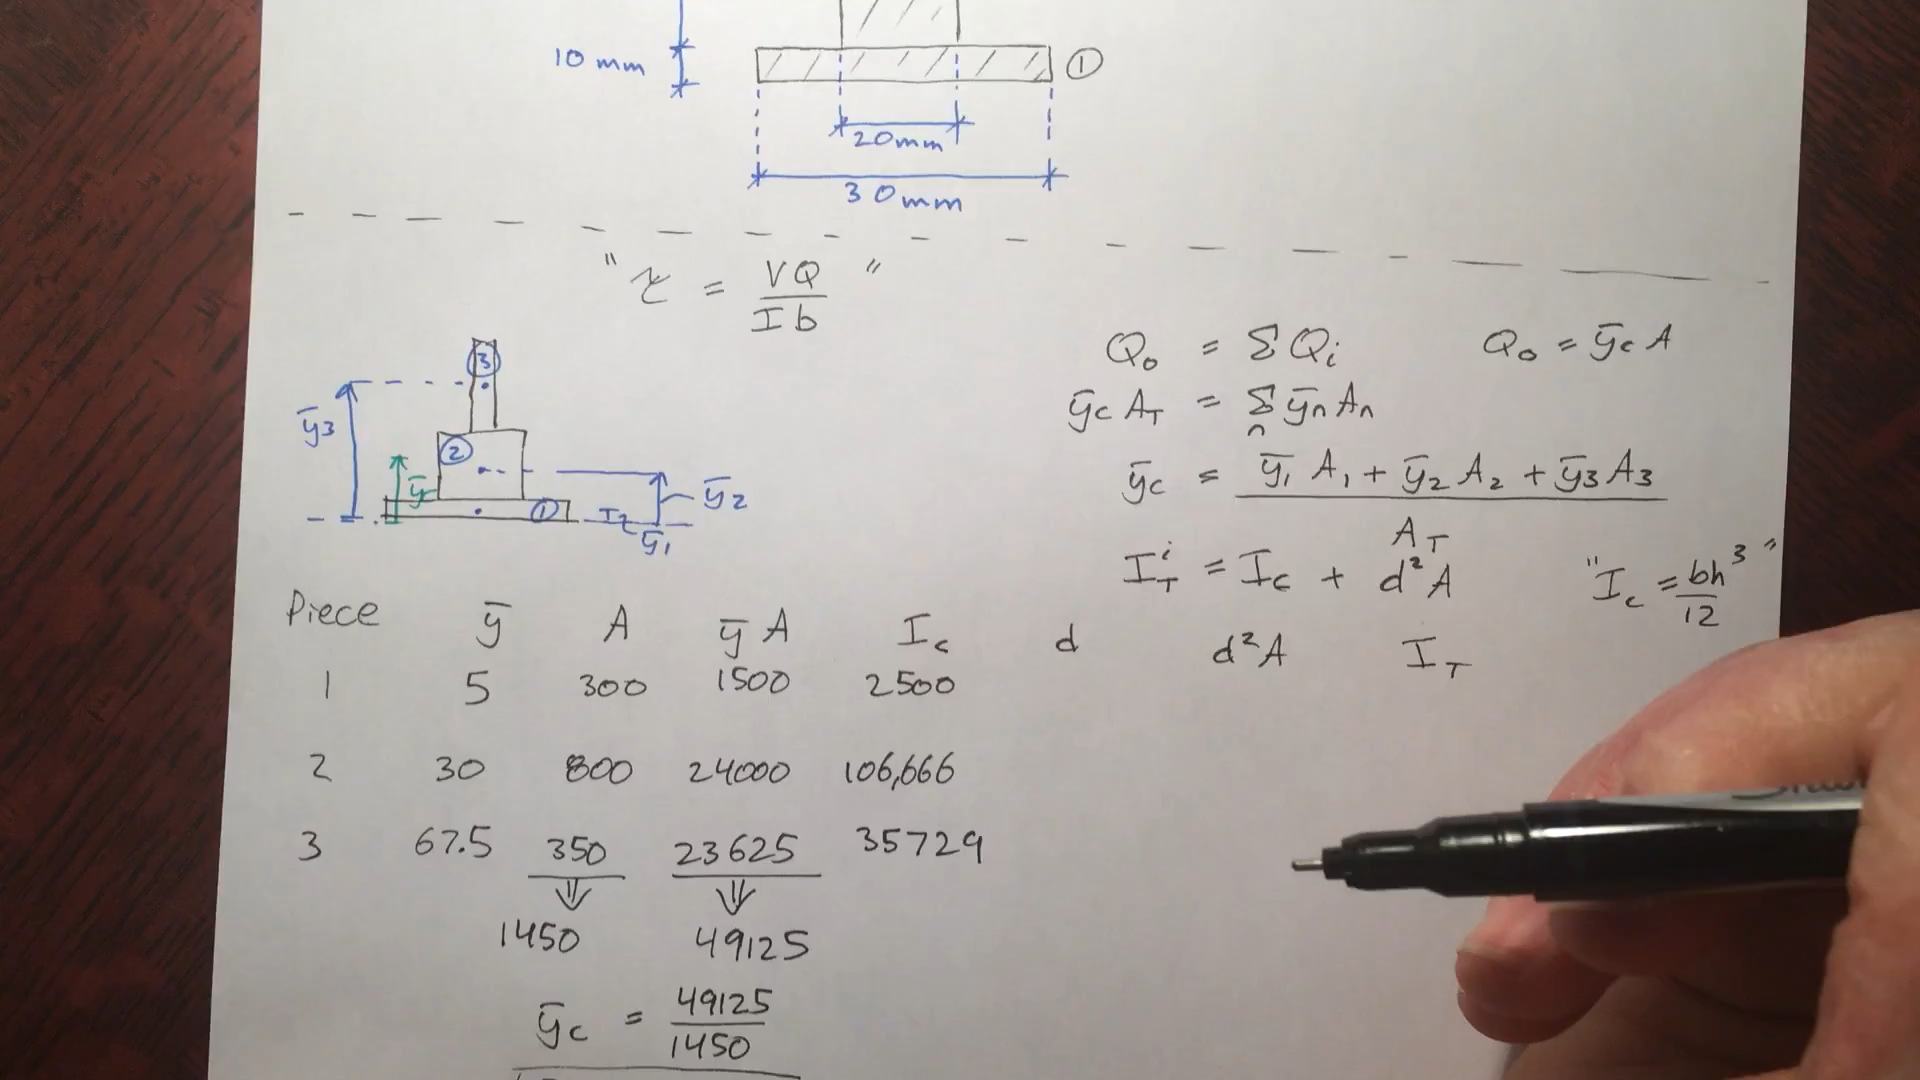 10 mm
①
20mm
30mm
" τ = VQ / Ib "
③
ȳ3
②
ȳ
ȳ2
①
ȳ1
Q₀ = ΣQi Q₀ = ȳc A
ȳc A_T = Σn ȳn An
ȳc = ȳ1 A1 + ȳ2 A2 + ȳ3 A3 / A_T
I_T^i = Ic + d²A "Ic = bh³/12"
Piece ȳ A ȳA Ic d d²A I_T
1 5 300 1500 2500
2 30 800 24000 106,666
3 67.5 350 23625 35729
⇓ ⇓
1450 49125
ȳc = 49125 / 1450